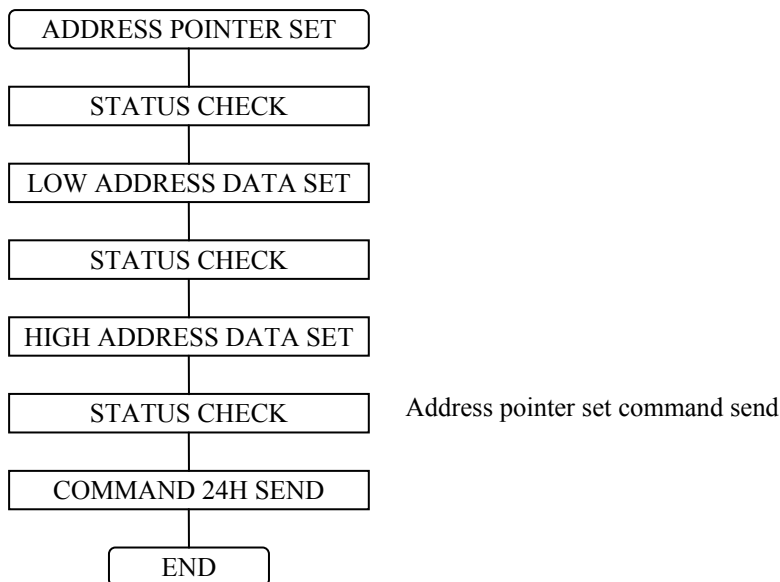 ADDRESS POINTER SET
STATUS CHECK
LOW ADDRESS DATA SET
STATUS CHECK
HIGH ADDRESS DATA SET
STATUS CHECK
Address pointer set command send
COMMAND 24H SEND
END